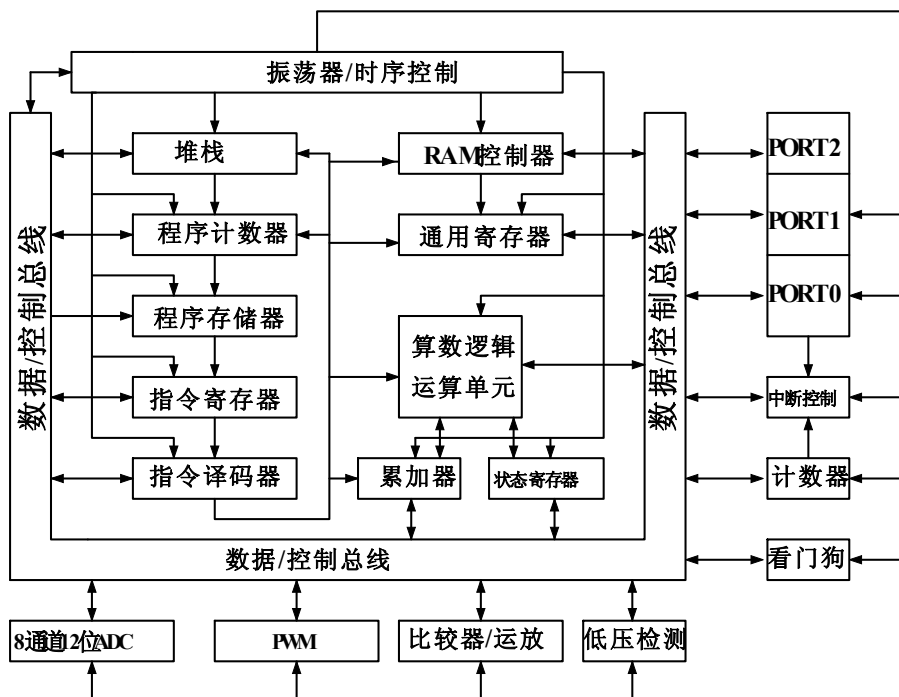 振荡器/时序控制
堆栈
RAM控制器
PORT2
程序计数器
通用寄存器
PORT1
数据/控制总线
数据/控制总线
程序存储器
PORT0
算数逻辑
运算单元
指令寄存器
中断控制
指令译码器
累加器
状态寄存器
计数器
数据/控制总线
看门狗
8通道12位ADC
PWM
比较器/运放
低压检测